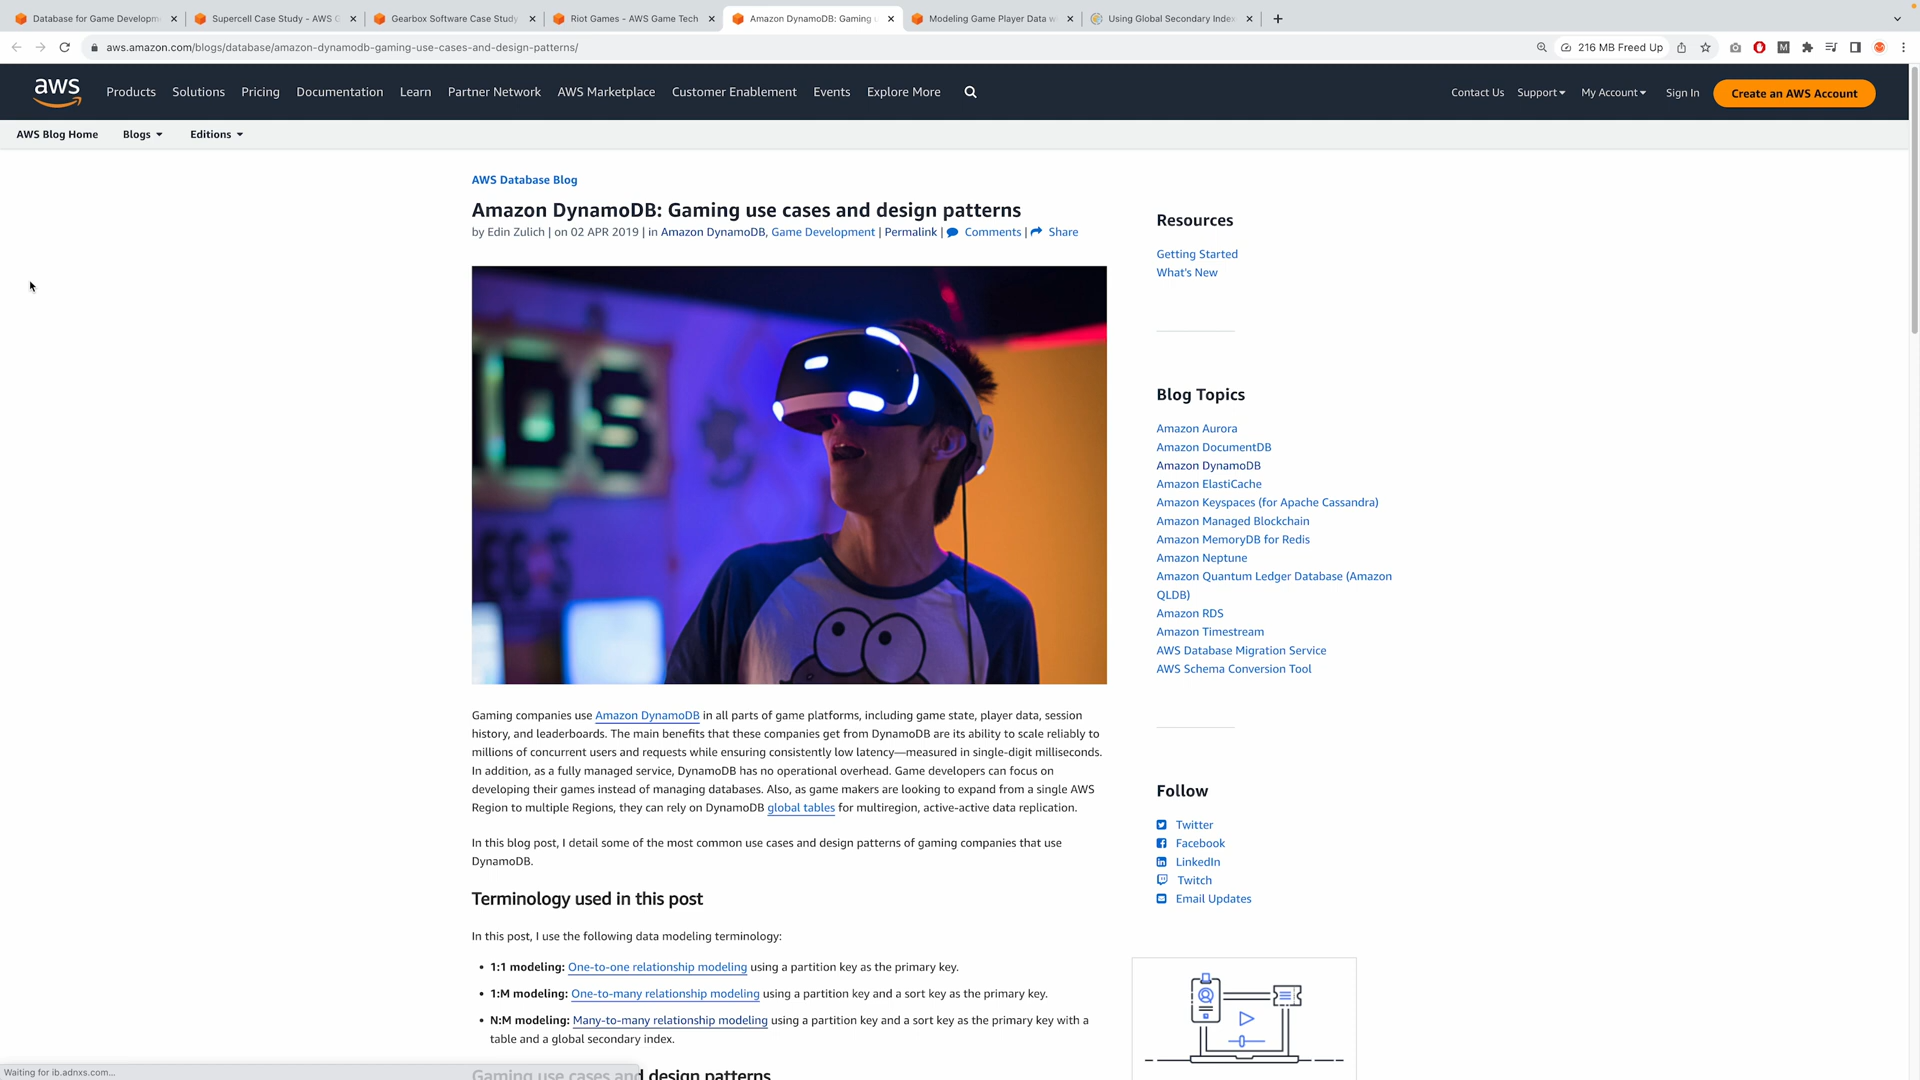 Database for Game Developm
Supercell Case Study - AWS G
Gearbox Software Case Study
Riot Games - AWS Game Tech
Amazon DynamoDB: Gaming u
Modeling Game Player Data w
Using Global Secondary Index
aws.amazon.com/blogs/database/amazon-dynamodb-gaming-use-cases-and-design-patterns/
216 MB Freed Up
aws
Products Solutions Pricing Documentation Learn Partner Network AWS Marketplace Customer Enablement Events Explore More
Contact Us Support My Account Sign In Create an AWS Account
AWS Blog Home Blogs Editions
AWS Database Blog
Amazon DynamoDB: Gaming use cases and design patterns
by Edin Zulich | on 02 APR 2019 | in Amazon DynamoDB, Game Development | Permalink | Comments | Share
Gaming companies use Amazon DynamoDB in all parts of game platforms, including game state, player data, session
history, and leaderboards. The main benefits that these companies get from DynamoDB are its ability to scale reliably to
millions of concurrent users and requests while ensuring consistently low latency—measured in single-digit milliseconds.
In addition, as a fully managed service, DynamoDB has no operational overhead. Game developers can focus on
developing their games instead of managing databases. Also, as game makers are looking to expand from a single AWS
Region to multiple Regions, they can rely on DynamoDB global tables for multiregion, active-active data replication.
In this blog post, I detail some of the most common use cases and design patterns of gaming companies that use
DynamoDB.
Terminology used in this post
In this post, I use the following data modeling terminology:
• 1:1 modeling: One-to-one relationship modeling using a partition key as the primary key.
• 1:M modeling: One-to-many relationship modeling using a partition key and a sort key as the primary key.
• N:M modeling: Many-to-many relationship modeling using a partition key and a sort key as the primary key with a
table and a global secondary index.
Gaming use cases and design patterns
Resources
Getting Started
What's New
Blog Topics
Amazon Aurora
Amazon DocumentDB
Amazon DynamoDB
Amazon ElastiCache
Amazon Keyspaces (for Apache Cassandra)
Amazon Managed Blockchain
Amazon MemoryDB for Redis
Amazon Neptune
Amazon Quantum Ledger Database (Amazon
QLDB)
Amazon RDS
Amazon Timestream
AWS Database Migration Service
AWS Schema Conversion Tool
Follow
Twitter
Facebook
LinkedIn
Twitch
Email Updates
Waiting for ib.adnxs.com...